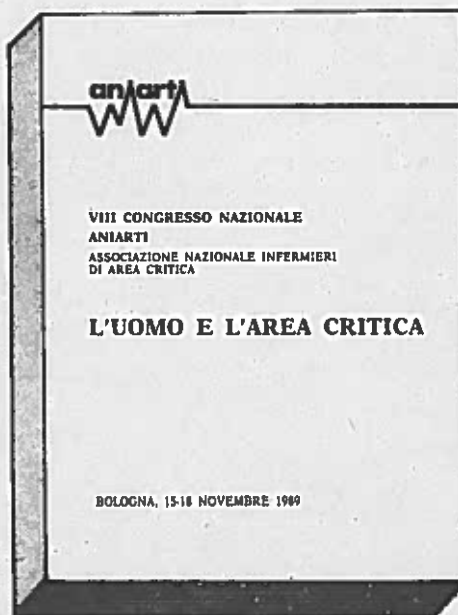 aniarti
VIII CONGRESSO NAZIONALE
ANIARTI
ASSOCIAZIONE NAZIONALE INFERMIERI
DI AREA CRITICA
L'UOMO E L'AREA CRITICA
BOLOGNA, 15-18 NOVEMBRE 1989